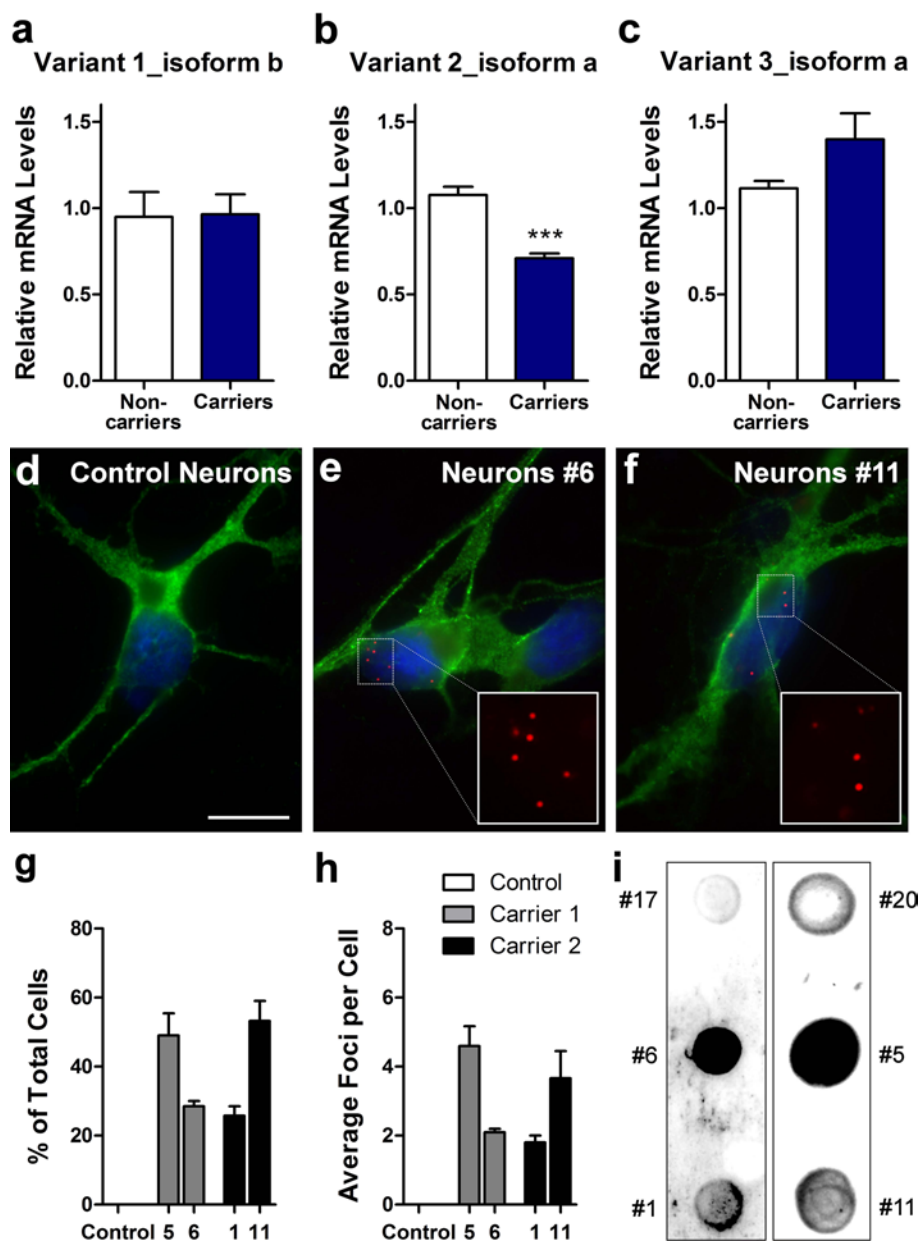 a
Variant 1_isoform b
Relative mRNA Levels
1.5
1.0
0.5
0.0
Non-
carriers
Carriers
b
Variant 2_isoform a
Relative mRNA Levels
1.5
1.0
0.5
0.0
***
Non-
carriers
Carriers
c
Variant 3_isoform a
Relative mRNA Levels
1.5
1.0
0.5
0.0
Non-
carriers
Carriers
d
Control Neurons
e
Neurons #6
f
Neurons #11
g
% of Total Cells
80
60
40
20
0
Control 5 6 1 11
h
Control
Carrier 1
Carrier 2
Average Foci per Cell
8
6
4
2
0
Control 5 6 1 11
i
#17
#20
#6
#5
#1
#11